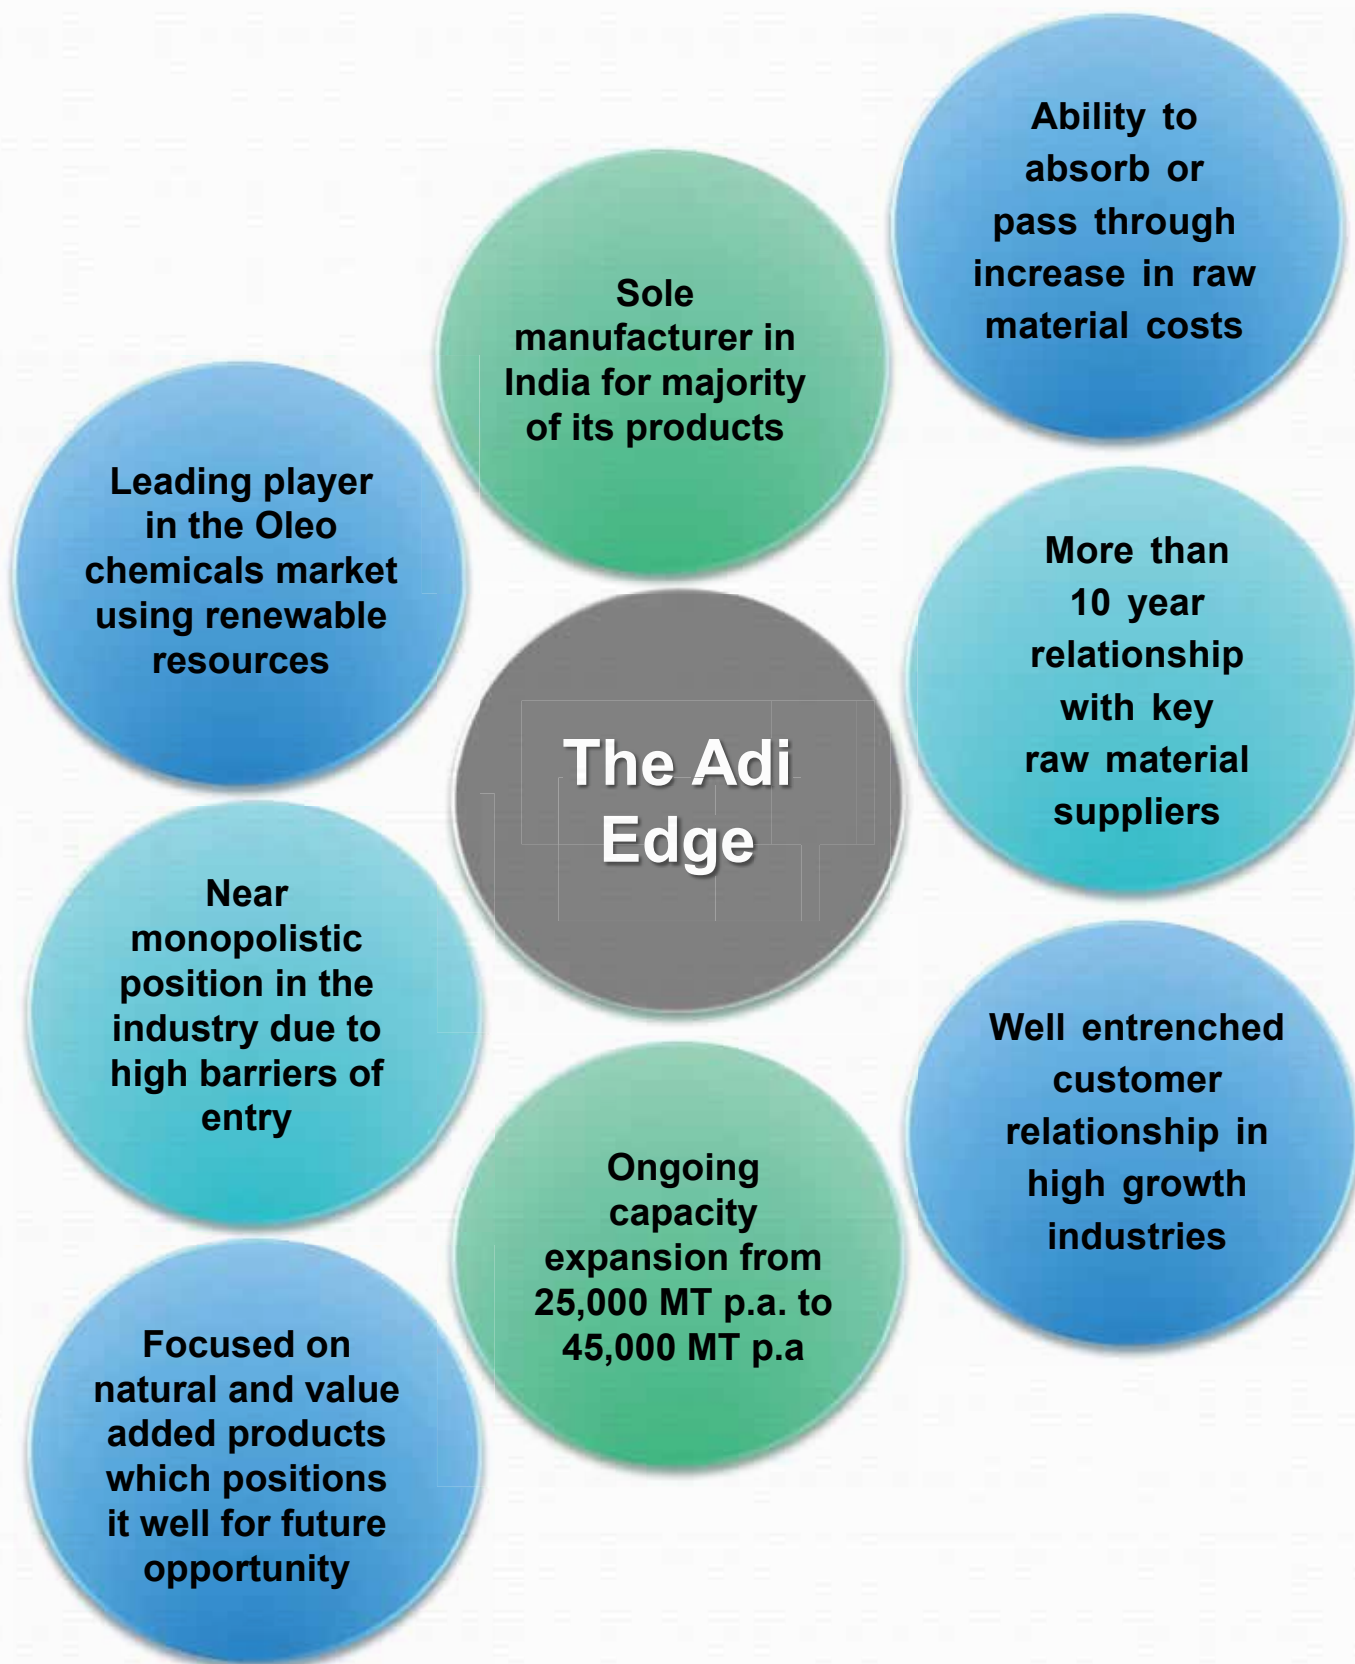 Ability to
absorb or
pass through
increase in raw
material costs
Sole
manufacturer in
India for majority
of its products
Leading player
in the Oleo
chemicals market
using renewable
resources
More than
10 year
relationship
with key
raw material
suppliers
The Adi
Edge
Near
monopolistic
position in the
industry due to
high barriers of
entry
Well entrenched
customer
relationship in
high growth
industries
Ongoing
capacity
expansion from
25,000 MT p.a. to
45,000 MT p.a
Focused on
natural and value
added products
which positions
it well for future
opportunity